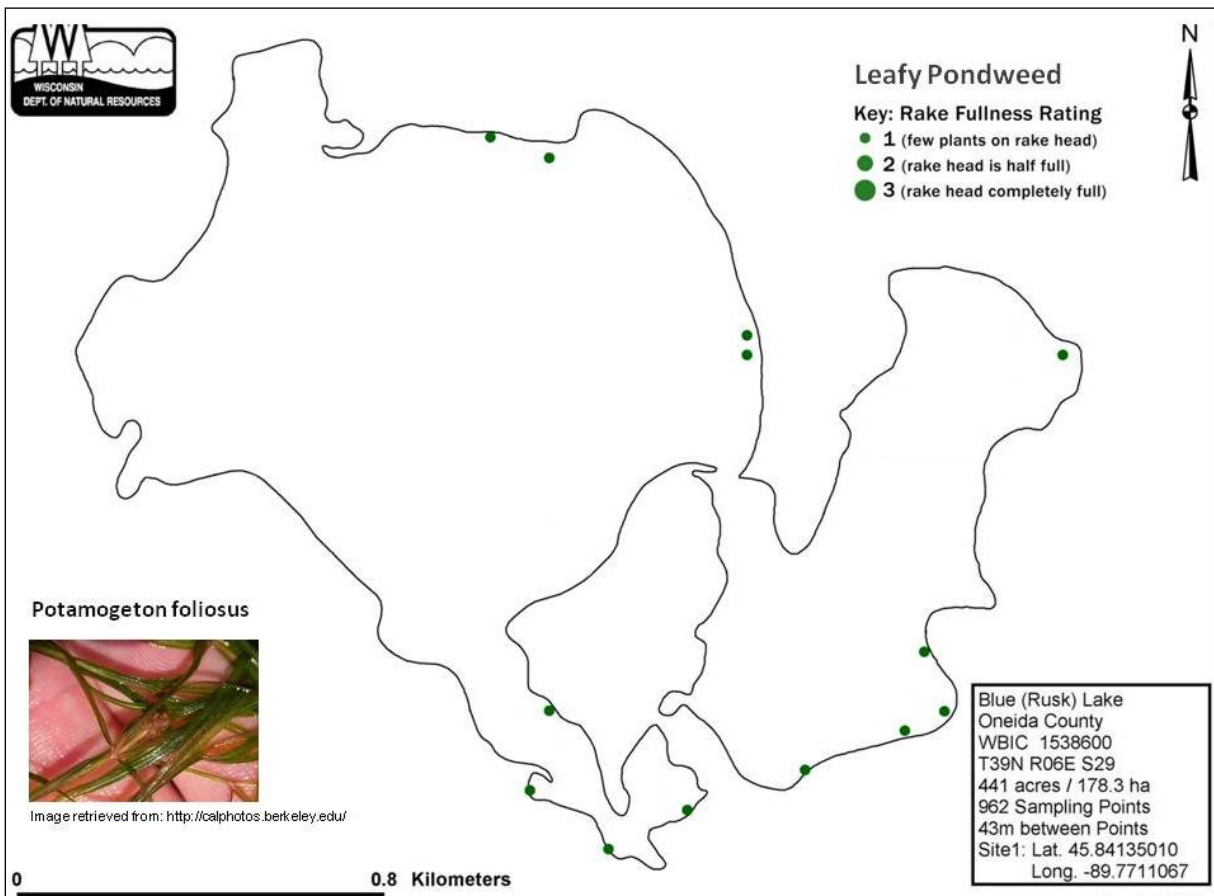 W
WISCONSIN
DEPT. OF NATURAL RESOURCES
N
Leafy Pondweed
Key: Rake Fullness Rating
1 (few plants on rake head)
2 (rake head is half full)
3 (rake head completely full)
Potamogeton foliosus
Image retrieved from: http://calphotos.berkeley.edu/
Blue (Rusk) Lake
Oneida County
WBIC 1538600
T39N R06E S29
441 acres / 178.3 ha
962 Sampling Points
43m between Points
Site1: Lat. 45.84135010
Long. -89.7711067
0 0.8 Kilometers